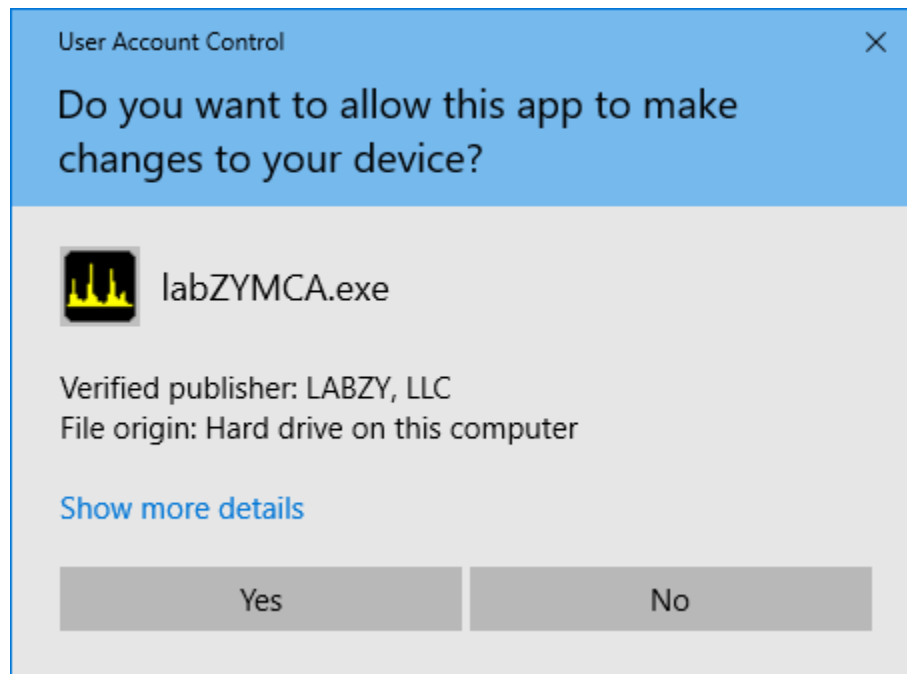 User Account Control
Do you want to allow this app to make
changes to your device?
labZYMCA.exe
Verified publisher: LABZY, LLC
File origin: Hard drive on this computer
Show more details
Yes
No